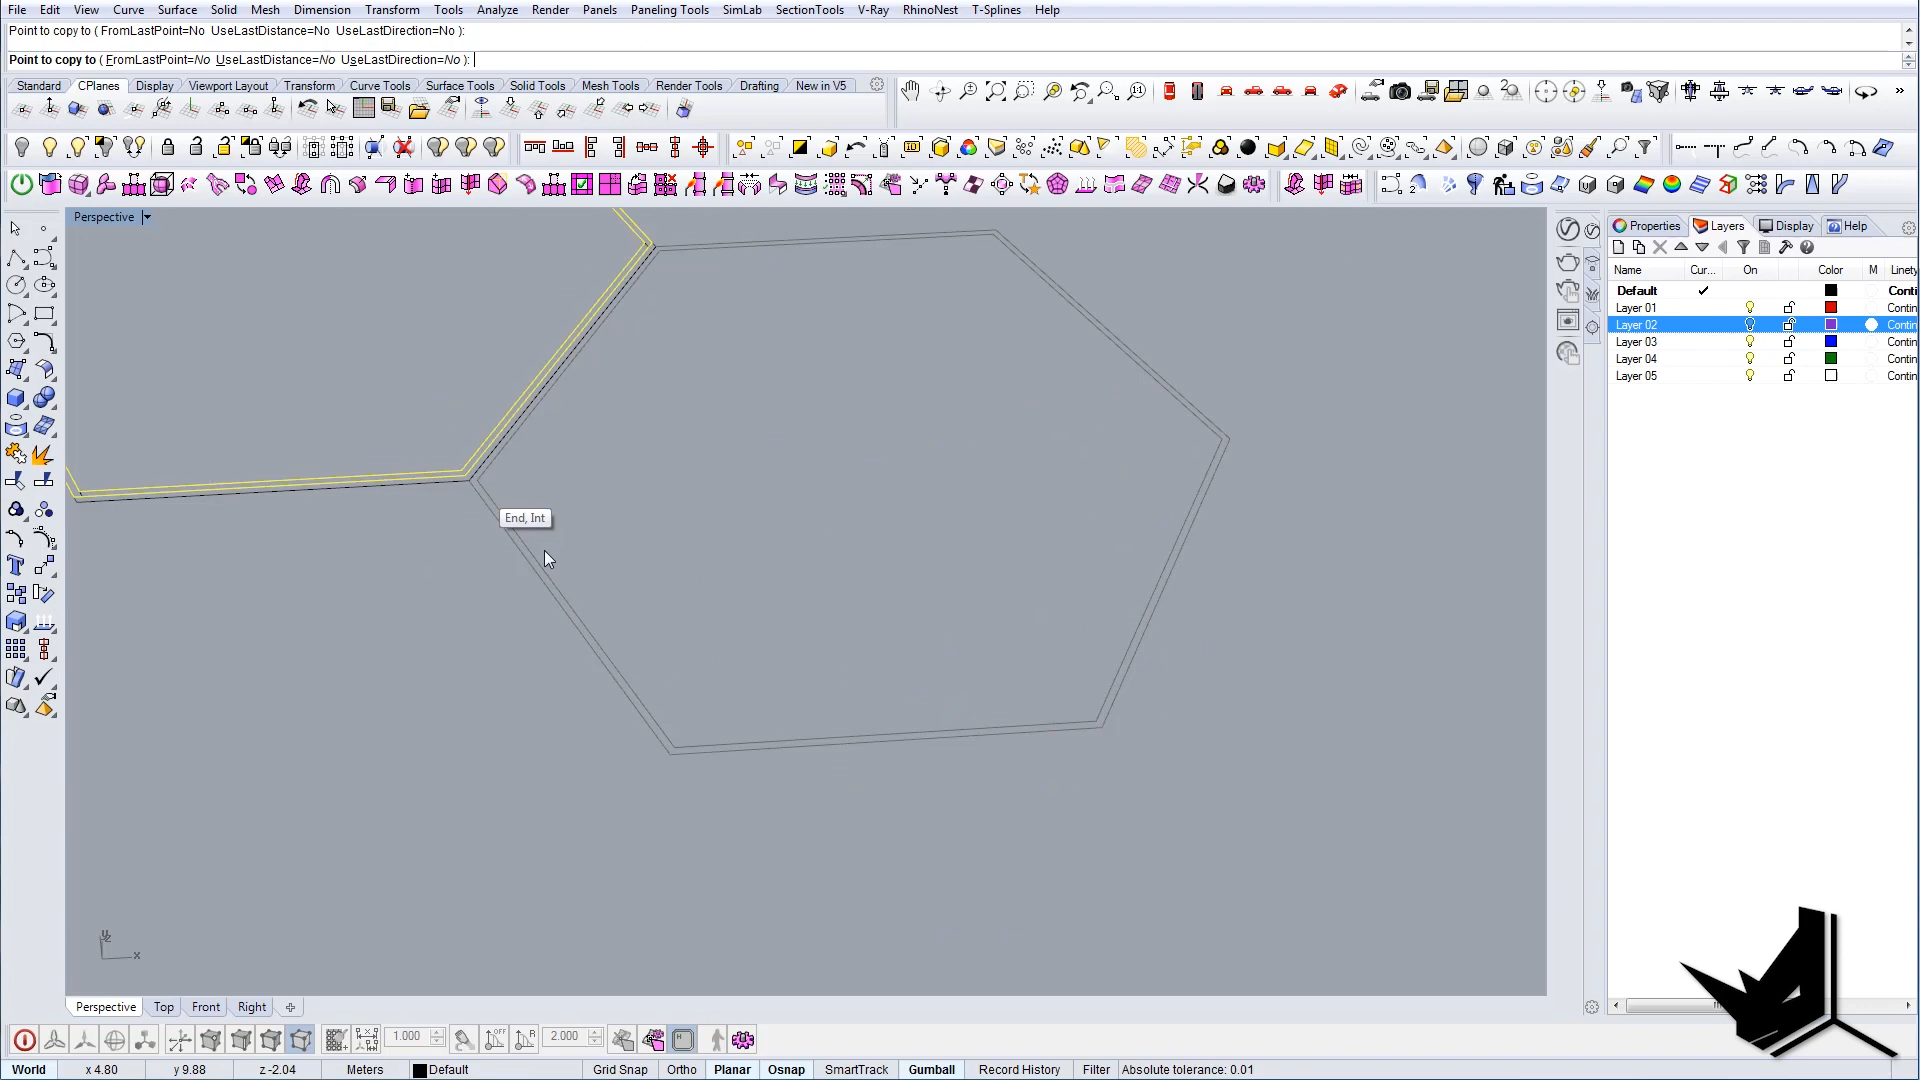 File Edit View Curve Surface Solid Mesh Dimension Transform Tools Analyze Render Panels Paneling Tools SimLab SectionTools V-Ray RhinoNest T-Splines Help
Point to copy to ( FromLastPoint=No UseLastDistance=No UseLastDirection=No ):
Point to copy to ( FromLastPoint=No UseLastDistance=No UseLastDirection=No ):
Standard CPlanes Display Viewport Layout Transform Curve Tools Surface Tools Solid Tools Mesh Tools Render Tools Drafting New in V5
Perspective
Properties Layers Display Help
Name Cur... On Color M Linety
Default Conti
Layer 01 Contin
Layer 02 Contin
Layer 03 Contin
Layer 04 Contin
Layer 05 Contin
End, Int
x
Perspective Top Front Right
1.000 2.000
World x 4.80 y 9.88 z -2.04 Meters Default Grid Snap Ortho Planar Osnap SmartTrack Gumball Record History Filter Absolute tolerance: 0.01